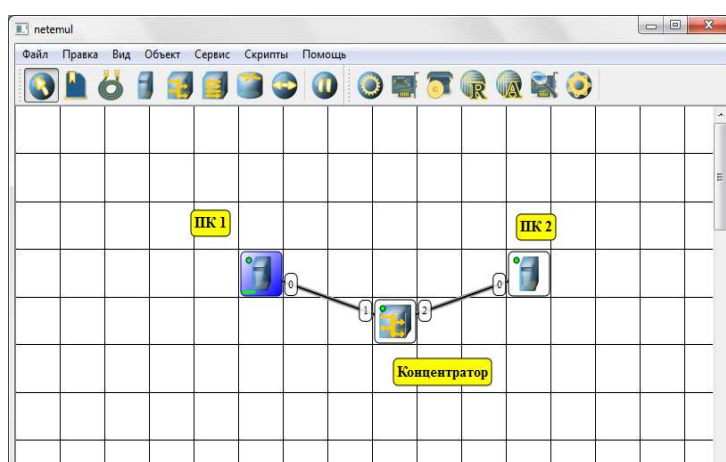 netemul
Файл Правка Вид Объект Сервис Скрипты Помощь
R A
ПК 1
ПК 2
0 0
1 2
Концентратор